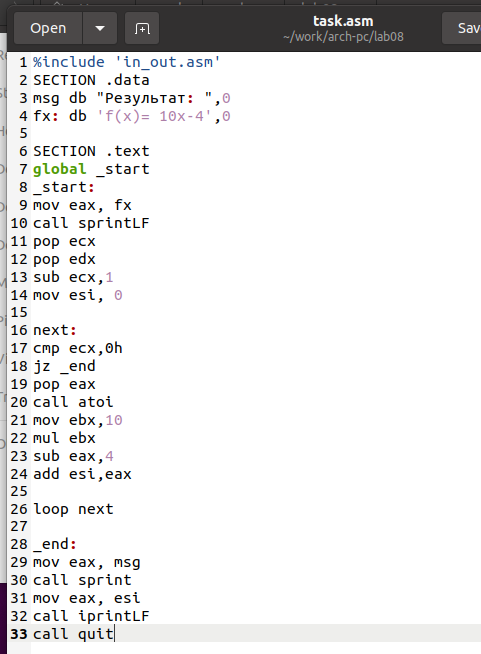 Open
task.asm
~/work/arch-pc/lab08
Sav
1 %include 'in_out.asm'
2 SECTION .data
3 msg db "Результат: ",0
4 fx: db 'f(x)= 10x-4',0
5
6 SECTION .text
7 global _start
8 _start:
9 mov eax, fx
10 call sprintLF
11 pop ecx
12 pop edx
13 sub ecx,1
14 mov esi, 0
15
16 next:
17 cmp ecx,0h
18 jz _end
19 pop eax
20 call atoi
21 mov ebx,10
22 mul ebx
23 sub eax,4
24 add esi,eax
25
26 loop next
27
28 _end:
29 mov eax, msg
30 call sprint
31 mov eax, esi
32 call iprintLF
33 call quit